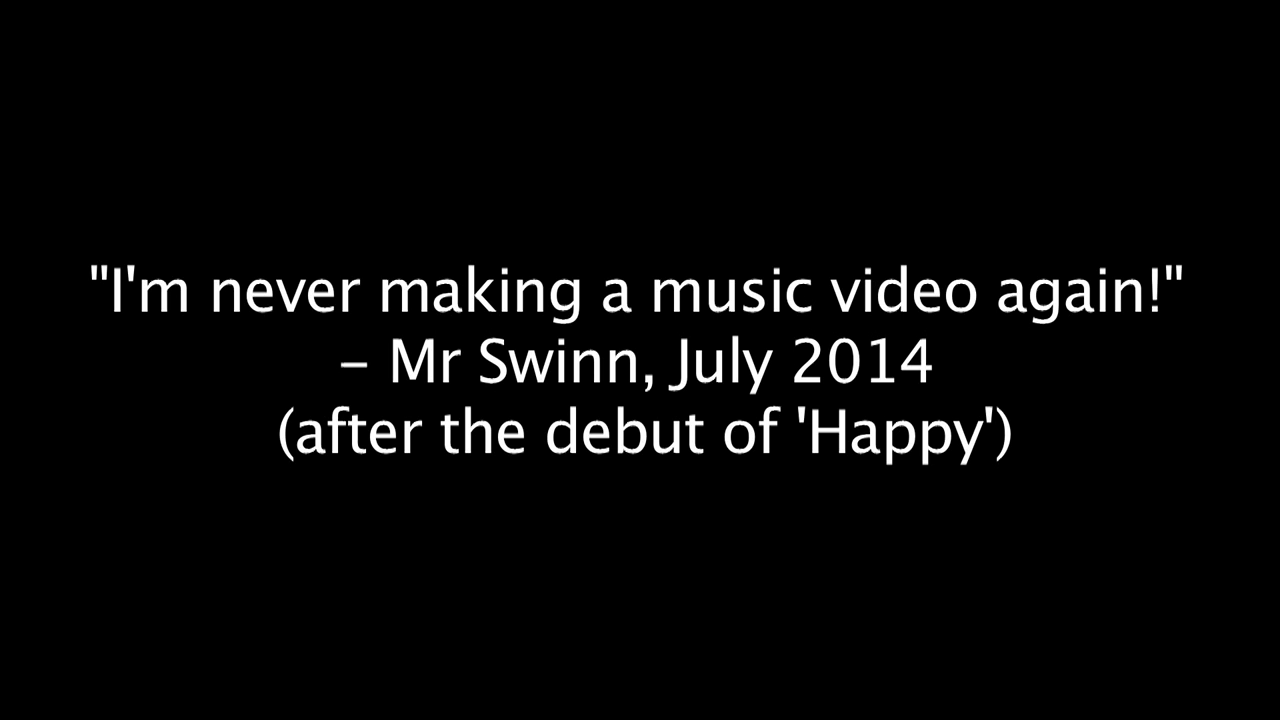 "I'm never making a music video again!"
– Mr Swinn, July 2014
(after the debut of 'Happy')